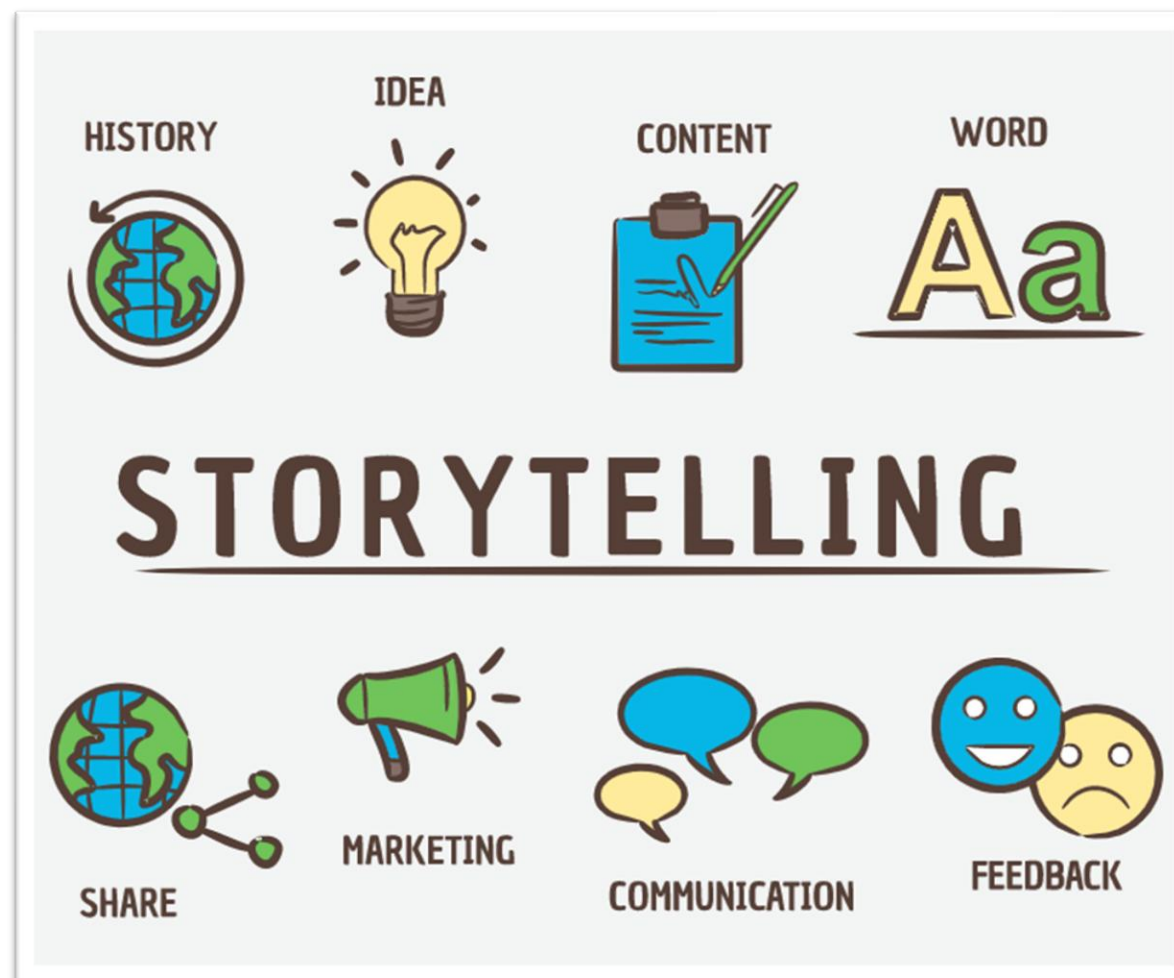 HISTORY
IDEA
CONTENT
WORD
Aa
STORYTELLING
SHARE
MARKETING
COMMUNICATION
FEEDBACK